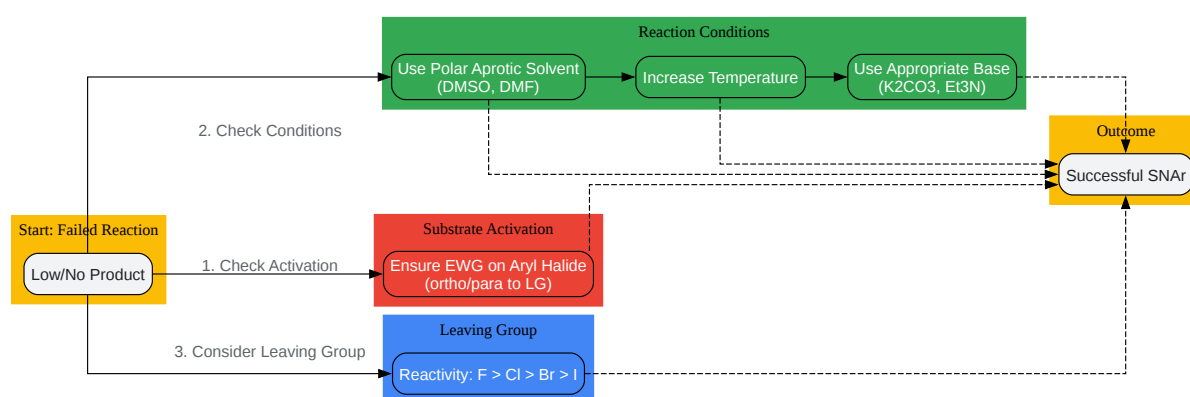 Reaction Conditions
Use Polar Aprotic Solvent
(DMSO, DMF)
Increase Temperature
Use Appropriate Base
(K2CO3, Et3N)
2. Check Conditions
Outcome
Successful SNAr
Start: Failed Reaction
Low/No Product
1. Check Activation
Substrate Activation
Ensure EWG on Aryl Halide
(ortho/para to LG)
3. Consider Leaving Group
Leaving Group
Reactivity: F > Cl > Br > I